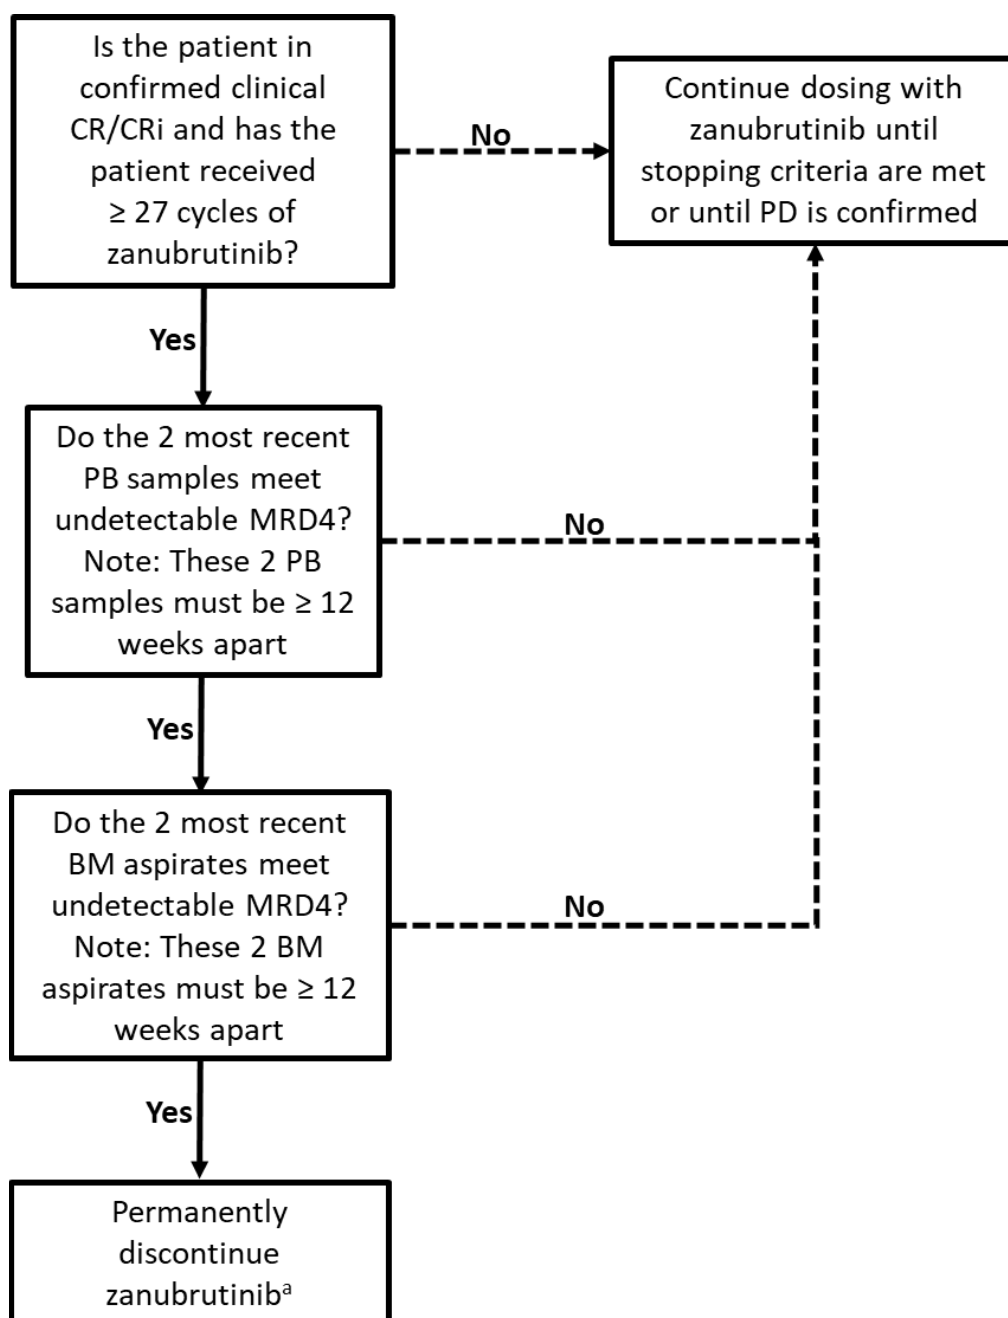 Is the patient in
confirmed clinical
CR/CRi and has the
patient received
≥ 27 cycles of
zanubrutinib?
No
Continue dosing with
zanubrutinib until
stopping criteria are met
or until PD is confirmed
Yes
Do the 2 most recent
PB samples meet
undetectable MRD4?
Note: These 2 PB
samples must be ≥ 12
weeks apart
No
Yes
Do the 2 most recent
BM aspirates meet
undetectable MRD4?
Note: These 2 BM
aspirates must be ≥ 12
weeks apart
No
Yes
Permanently
discontinue
zanubrutinibᵃ